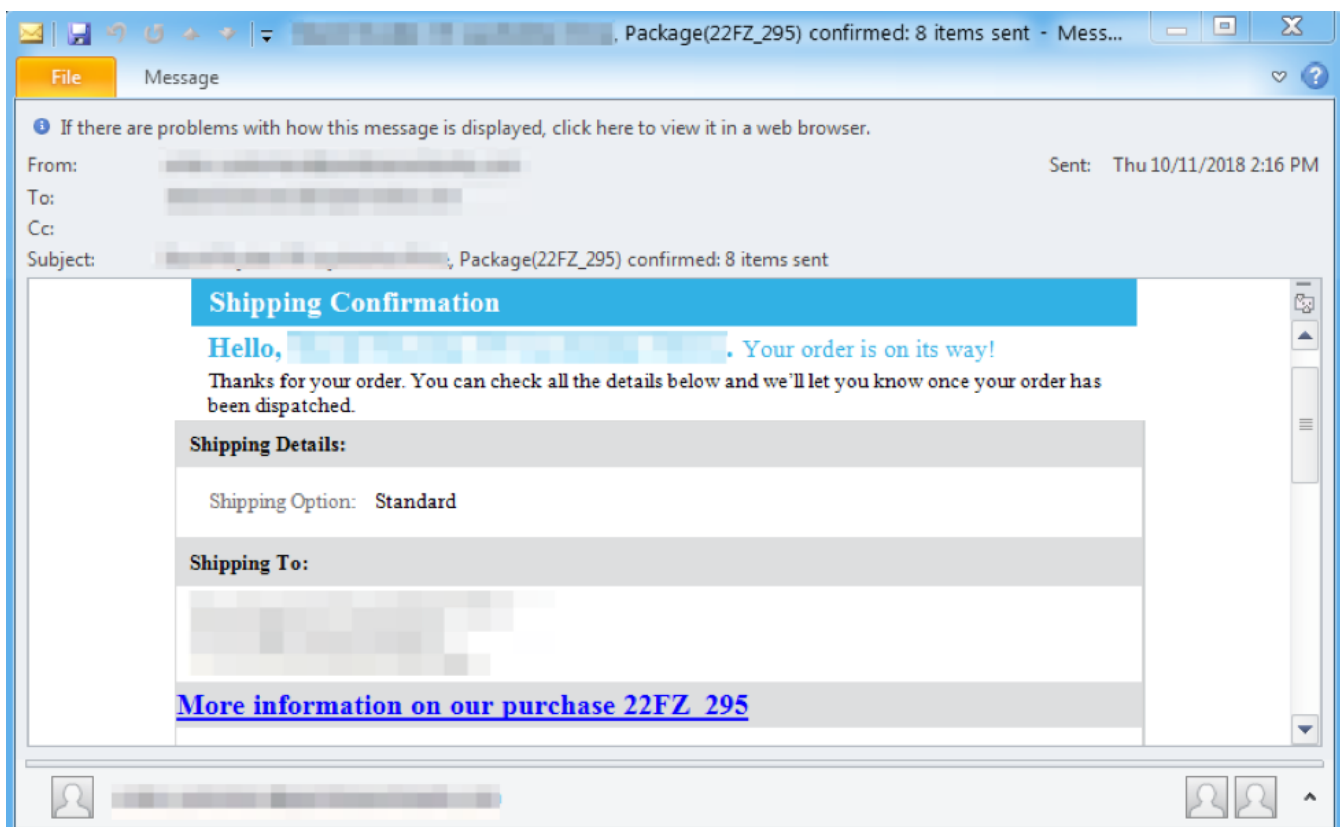 , Package(22FZ_295) confirmed: 8 items sent - Mess...
File Message
If there are problems with how this message is displayed, click here to view it in a web browser.
From: Sent: Thu 10/11/2018 2:16 PM
To:
Cc:
Subject: , Package(22FZ_295) confirmed: 8 items sent
Shipping Confirmation
Hello, . Your order is on its way!
Thanks for your order. You can check all the details below and we'll let you know once your order has
been dispatched.
Shipping Details:
Shipping Option: Standard
Shipping To:
More information on our purchase 22FZ_295